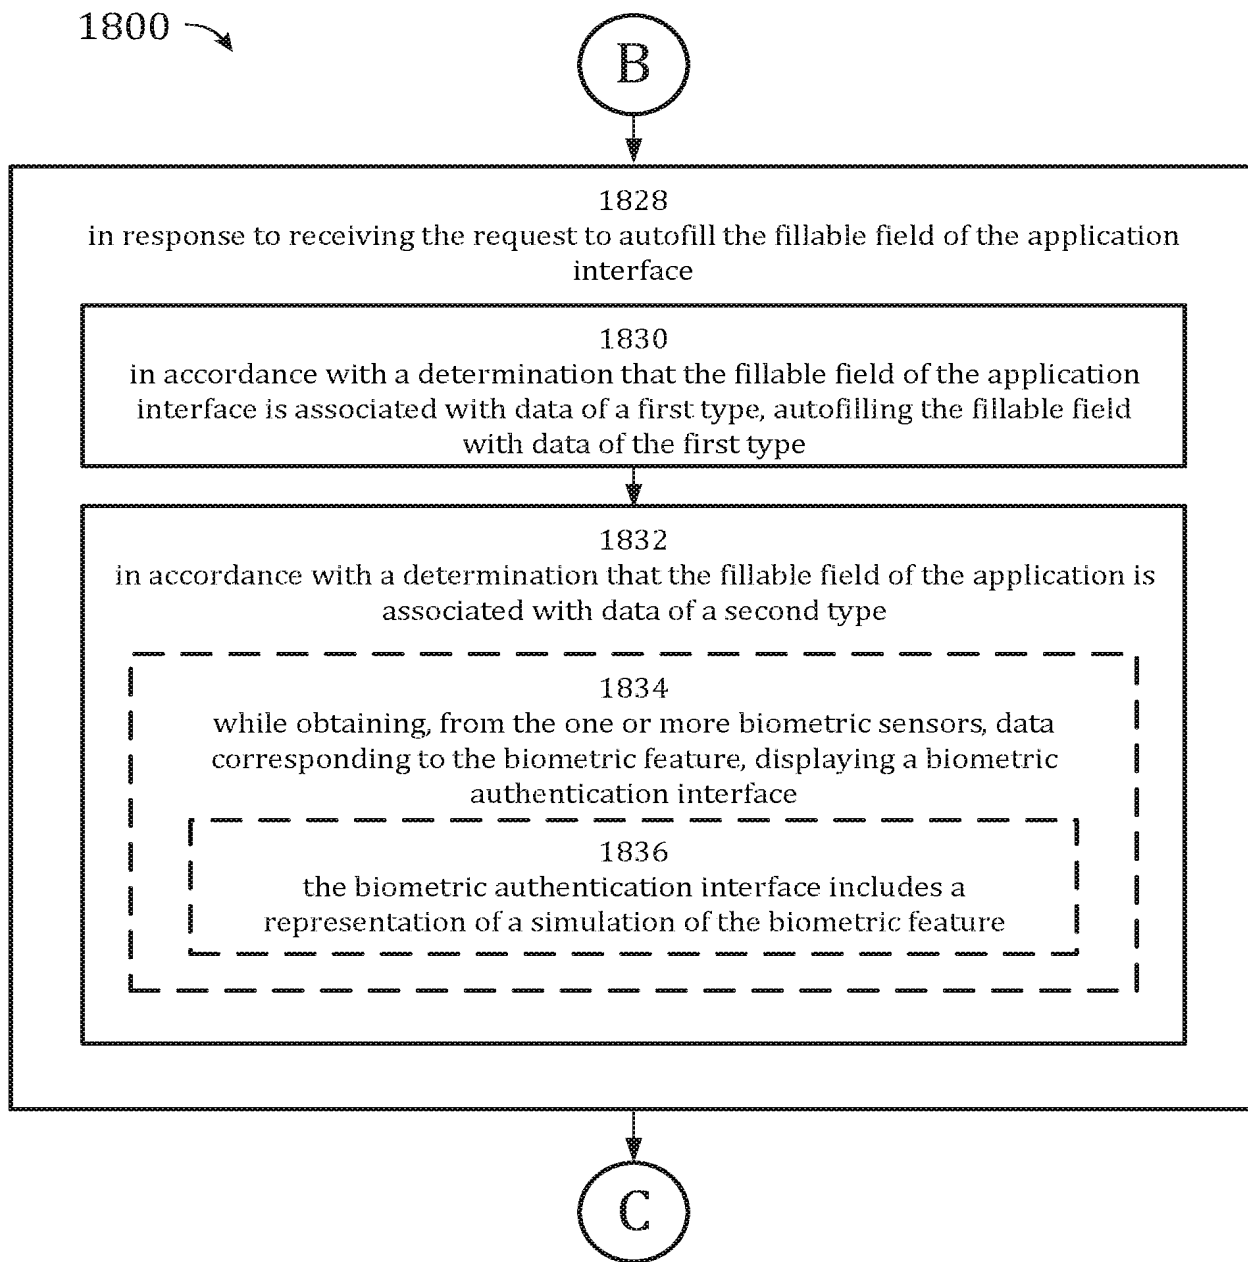 1800
B
1828
in response to receiving the request to autofill the fillable field of the application
interface
1830
in accordance with a determination that the fillable field of the application
interface is associated with data of a first type, autofilling the fillable field
with data of the first type
1832
in accordance with a determination that the fillable field of the application is
associated with data of a second type
1834
while obtaining, from the one or more biometric sensors, data
corresponding to the biometric feature, displaying a biometric
authentication interface
1836
the biometric authentication interface includes a
representation of a simulation of the biometric feature
C